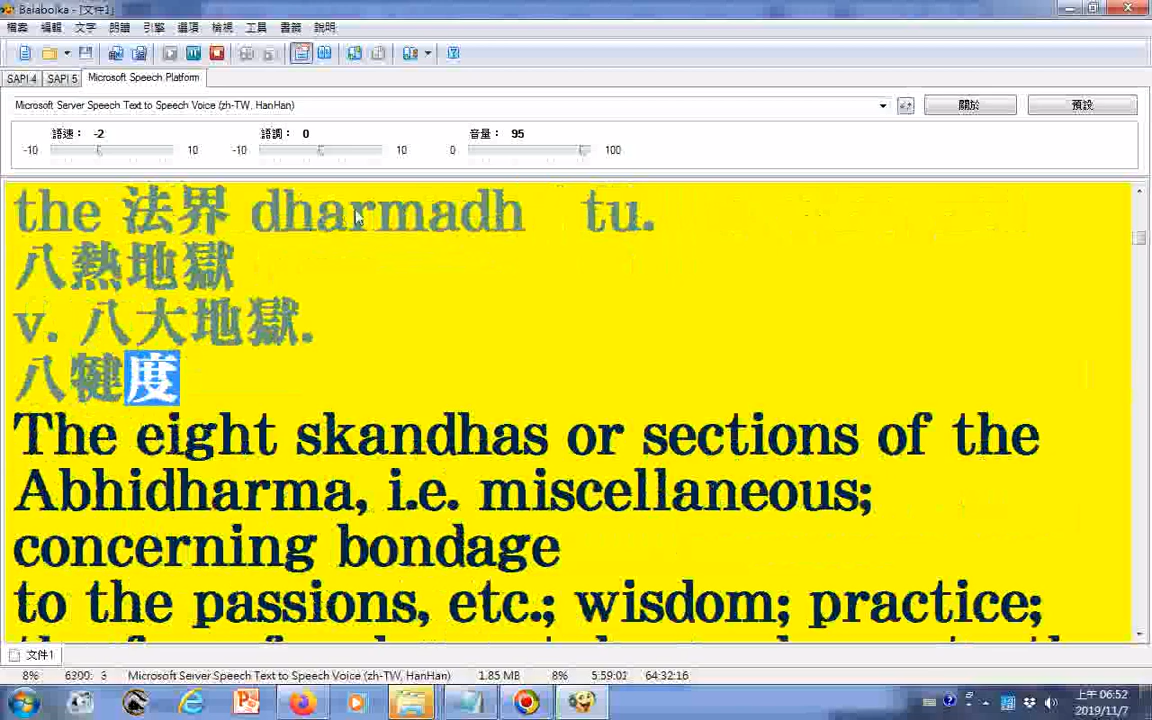 Balabolka - [文件1]
檔案 編輯 文字 朗讀 引擎 選項 檢視 工具 書籤 說明
SAPI 4 SAPI 5 Microsoft Speech Platform
Microsoft Server Speech Text to Speech Voice (zh-TW, HanHan) 關於 預設
語速： -2 語調： 0 音量： 95
-10 10 -10 10 0 100
the 法界 dharmadh tu.
八熱地獄
v. 八大地獄.
八犍度
The eight skandhas or sections of the
Abhidharma, i.e. miscellaneous;
concerning bondage
to the passions, etc.; wisdom; practice;
文件1
8% Microsoft Server Speech Text to Speech Voice (zh-TW, HanHan) 1.85 MB 8% 64:32:16
上午 06:52
2019/11/7